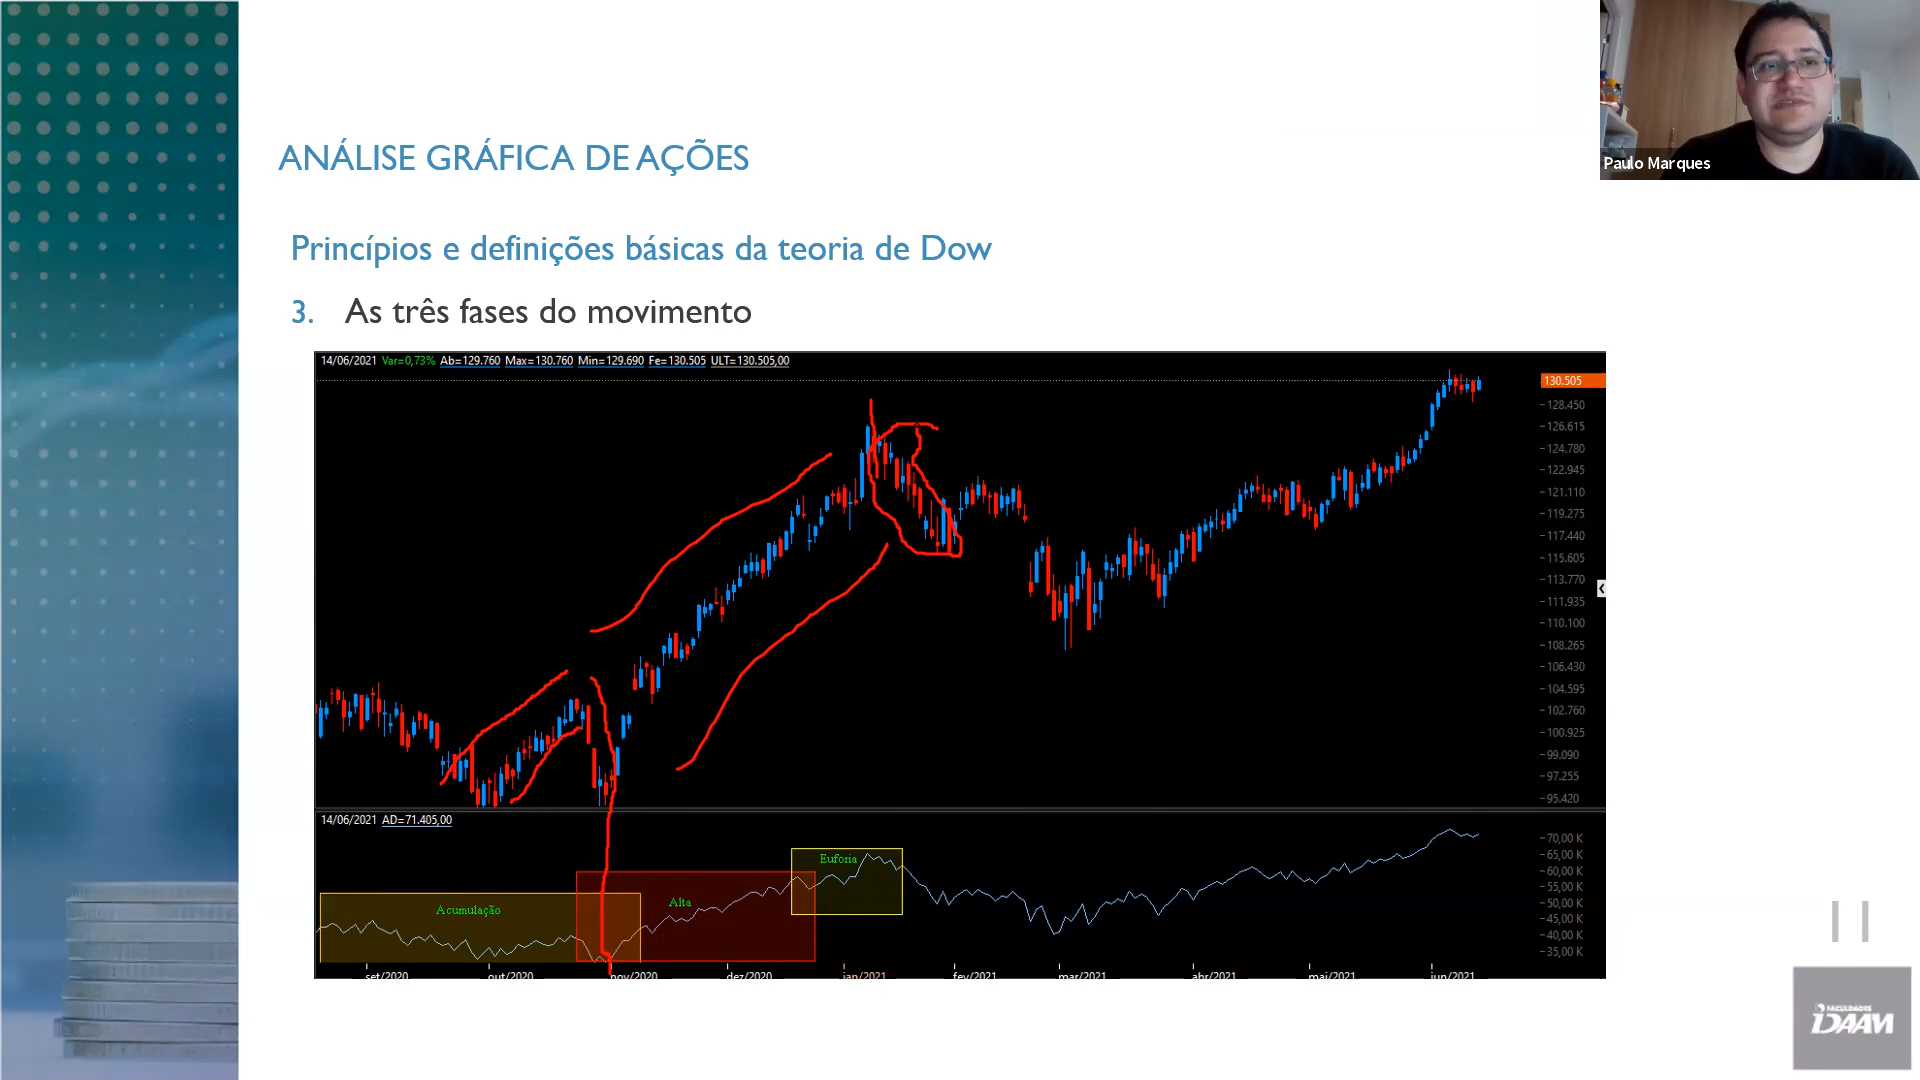 Paulo Marques
ANÁLISE GRÁFICA DE AÇÕES
Princípios e definições básicas da teoria de Dow
3. As três fases do movimento
14/06/2021 Var=0,73% Ab=129.760 Max=130.760 Min=129.690 Fe=130.505 ULT=130.505,00
130.505
128.450
126.615
124.780
122.945
121.110
119.275
117.440
115.605
113.770
111.935
110.100
108.265
106.430
104.595
102.760
100.925
99.090
97.255
95.420
14/06/2021 AD=71.405,00
70,00 K
65,00 K
60,00 K
55,00 K
50,00 K
45,00 K
40,00 K
35,00 K
Euforia
Alta
Acumulação
set/2020 out/2020 nov/2020 dez/2020 jan/2021 fev/2021 mar/2021 abr/2021 mai/2021 jun/2021
FACULDADES
IDAAM